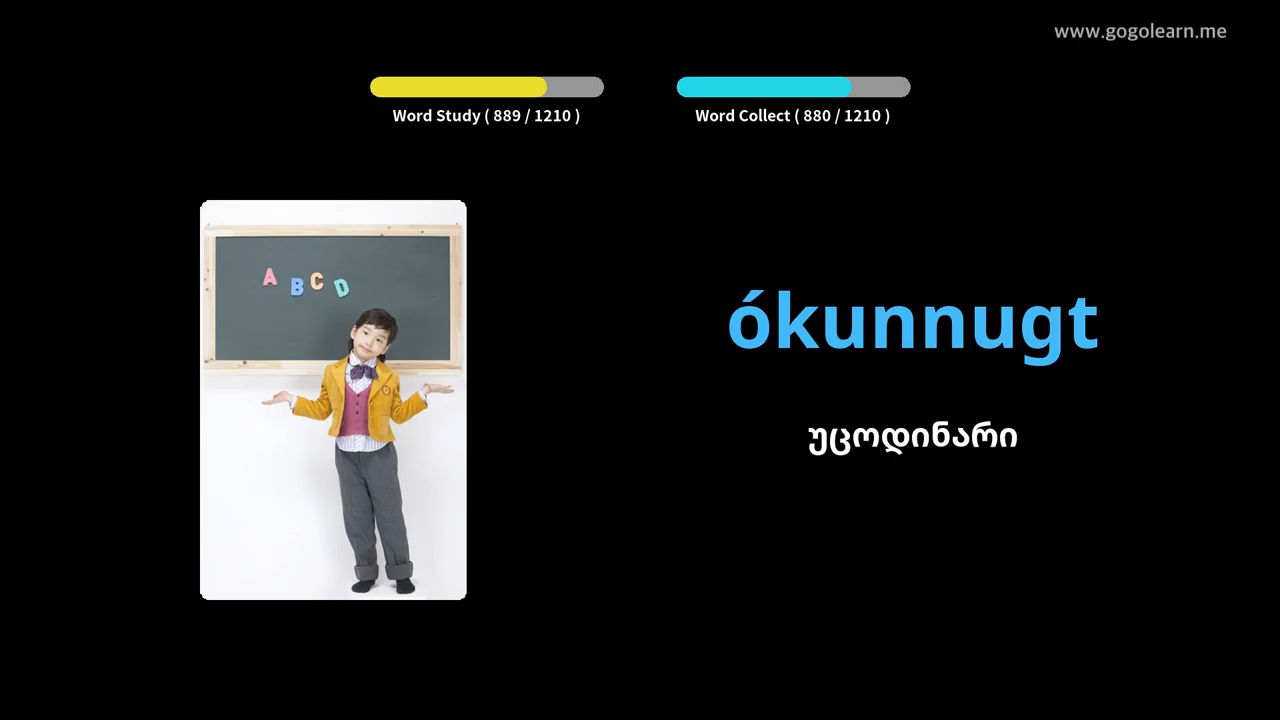 www.gogolearn.me
Word Study ( 889 / 1210 )
Word Collect ( 880 / 1210 )
A B C D
ókunnugt
უცოდინარი